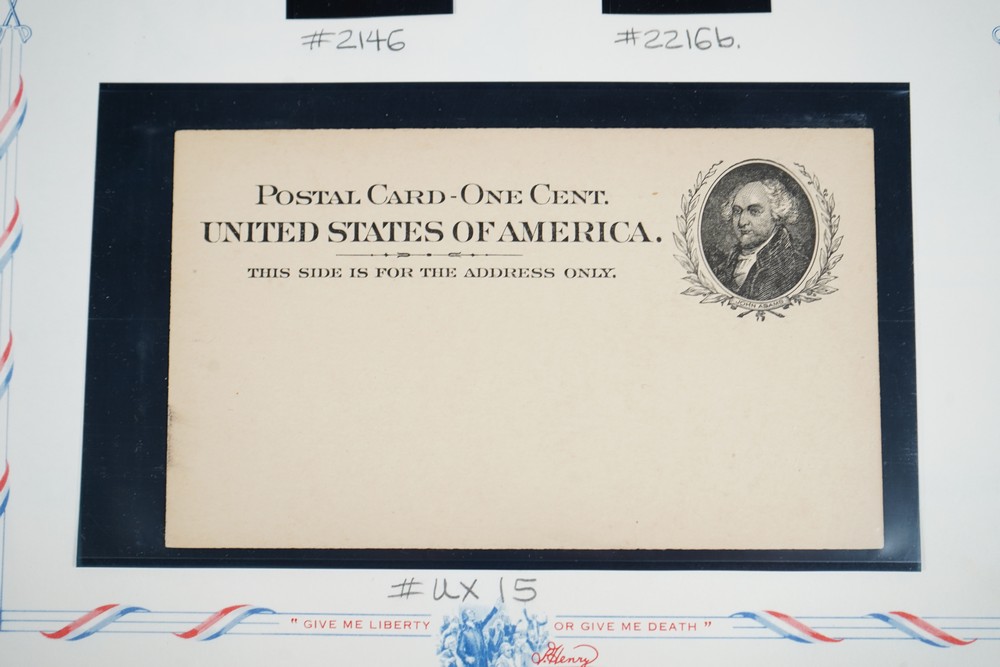 #2146
#2216b.
POSTAL CARD-ONE CENT.
UNITED STATES OF AMERICA.
THIS SIDE IS FOR THE ADDRESS ONLY.
JOHN ADAMS
#UX 15
" GIVE ME LIBERTY OR GIVE ME DEATH "
P. Henry